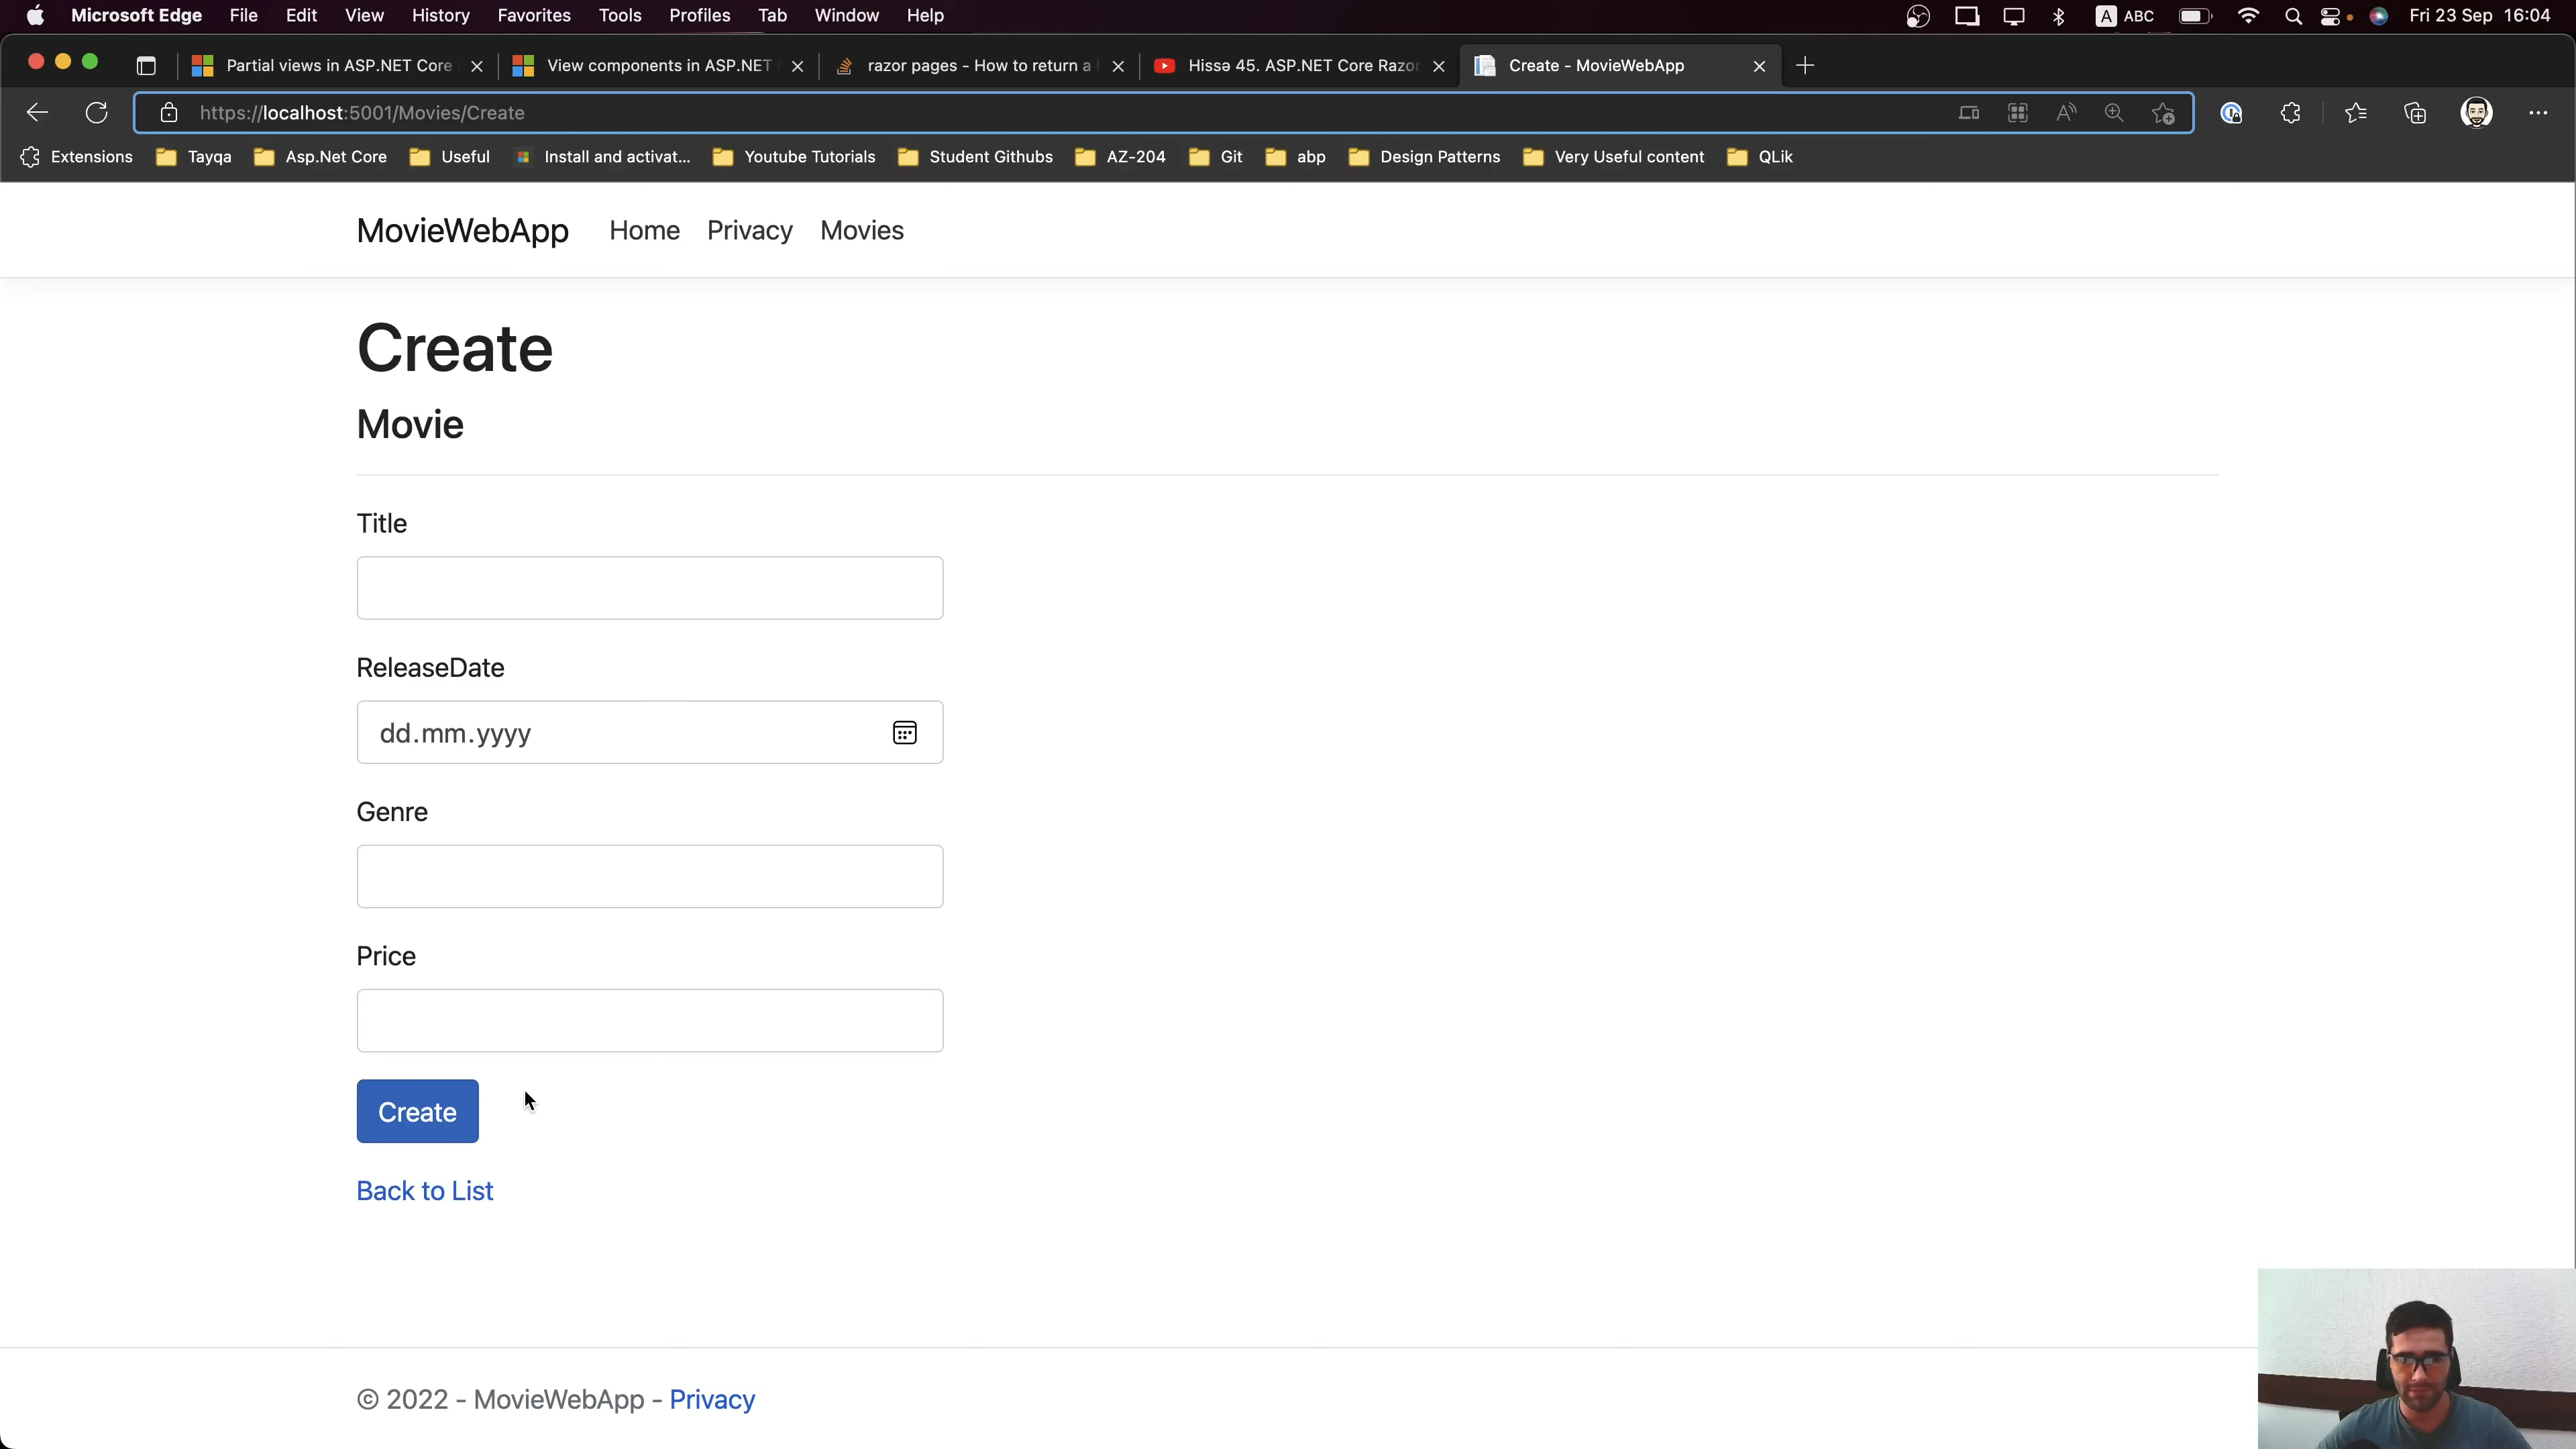 Microsoft Edge File Edit View History Favorites Tools Profiles Tab Window Help A ABC Fri 23 Sep 16:04
Partial views in ASP.NET Core View components in ASP.NET razor pages - How to return a Hissə 45. ASP.NET Core Razor Create - MovieWebApp
https://localhost:5001/Movies/Create
Extensions Tayqa Asp.Net Core Useful Install and activat... Youtube Tutorials Student Githubs AZ-204 Git abp Design Patterns Very Useful content QLik
MovieWebApp Home Privacy Movies
Create
Movie
Title
ReleaseDate
dd.mm.yyyy
Genre
Price
Create
Back to List
© 2022 - MovieWebApp - Privacy